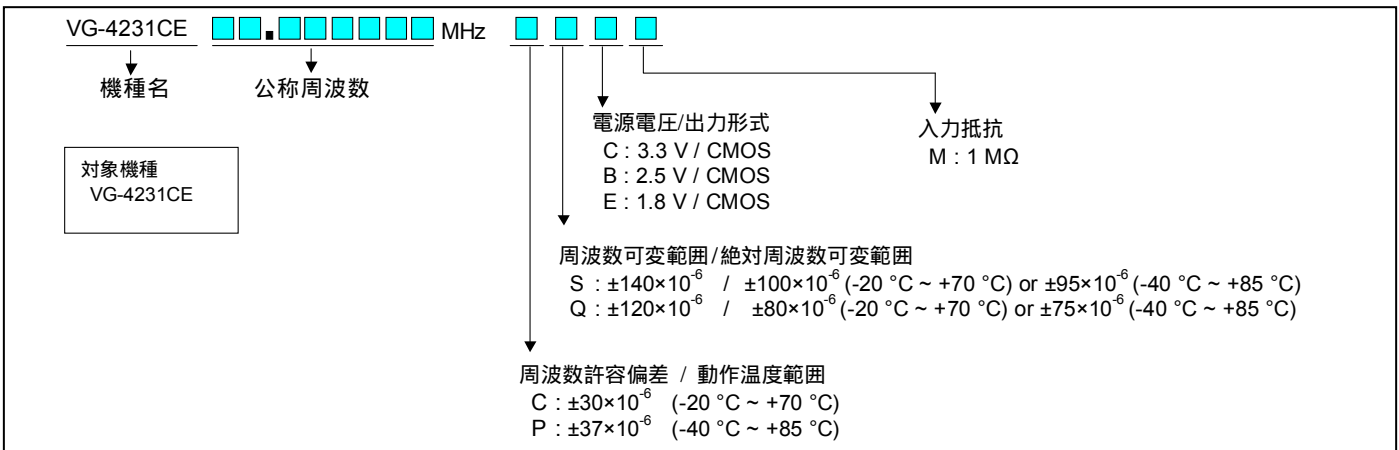 VG-4231CE ■■.■■■■■■■ MHz ■ ■ ■ ■
機種名
公称周波数
電源電圧/出力形式
C : 3.3 V / CMOS
B : 2.5 V / CMOS
E : 1.8 V / CMOS
入力抵抗
M : 1 MΩ
対象機種
VG-4231CE
周波数可変範囲/絶対周波数可変範囲
S : ±140×10⁻⁶ / ±100×10⁻⁶ (-20 °C ~ +70 °C) or ±95×10⁻⁶ (-40 °C ~ +85 °C)
Q : ±120×10⁻⁶ / ±80×10⁻⁶ (-20 °C ~ +70 °C) or ±75×10⁻⁶ (-40 °C ~ +85 °C)
周波数許容偏差 / 動作温度範囲
C : ±30×10⁻⁶ (-20 °C ~ +70 °C)
P : ±37×10⁻⁶ (-40 °C ~ +85 °C)